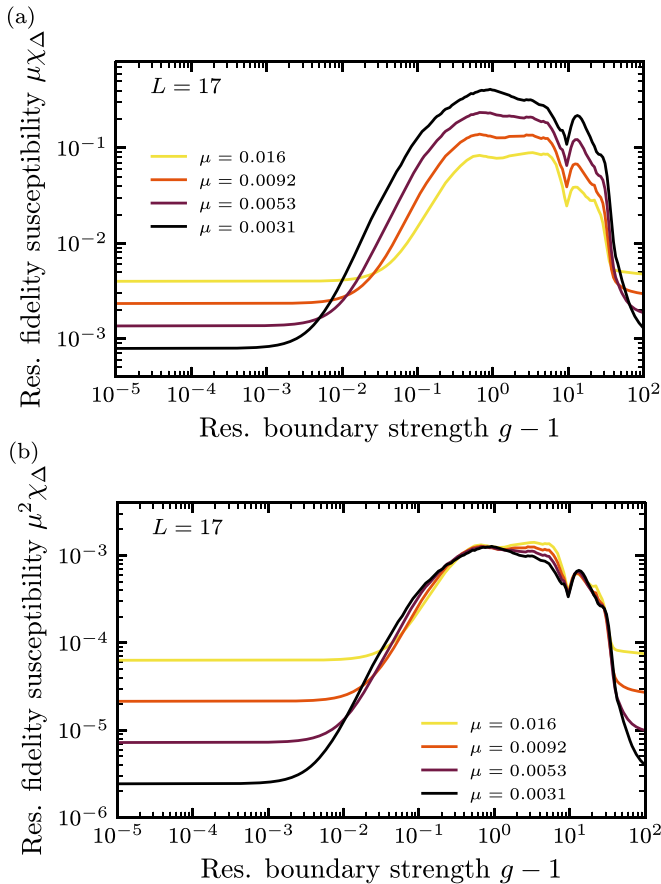 (a)
Res. fidelity susceptibility μχ_Δ
L = 17
μ = 0.016
μ = 0.0092
μ = 0.0053
μ = 0.0031
10^{-1}
10^{-2}
10^{-3}
10^{-5} 10^{-4} 10^{-3} 10^{-2} 10^{-1} 10^{0} 10^{1} 10^{2}
Res. boundary strength g − 1
(b)
Res. fidelity susceptibility μ^2χ_Δ
L = 17
10^{-3}
10^{-4}
10^{-5}
10^{-6}
μ = 0.016
μ = 0.0092
μ = 0.0053
μ = 0.0031
10^{-5} 10^{-4} 10^{-3} 10^{-2} 10^{-1} 10^{0} 10^{1} 10^{2}
Res. boundary strength g − 1